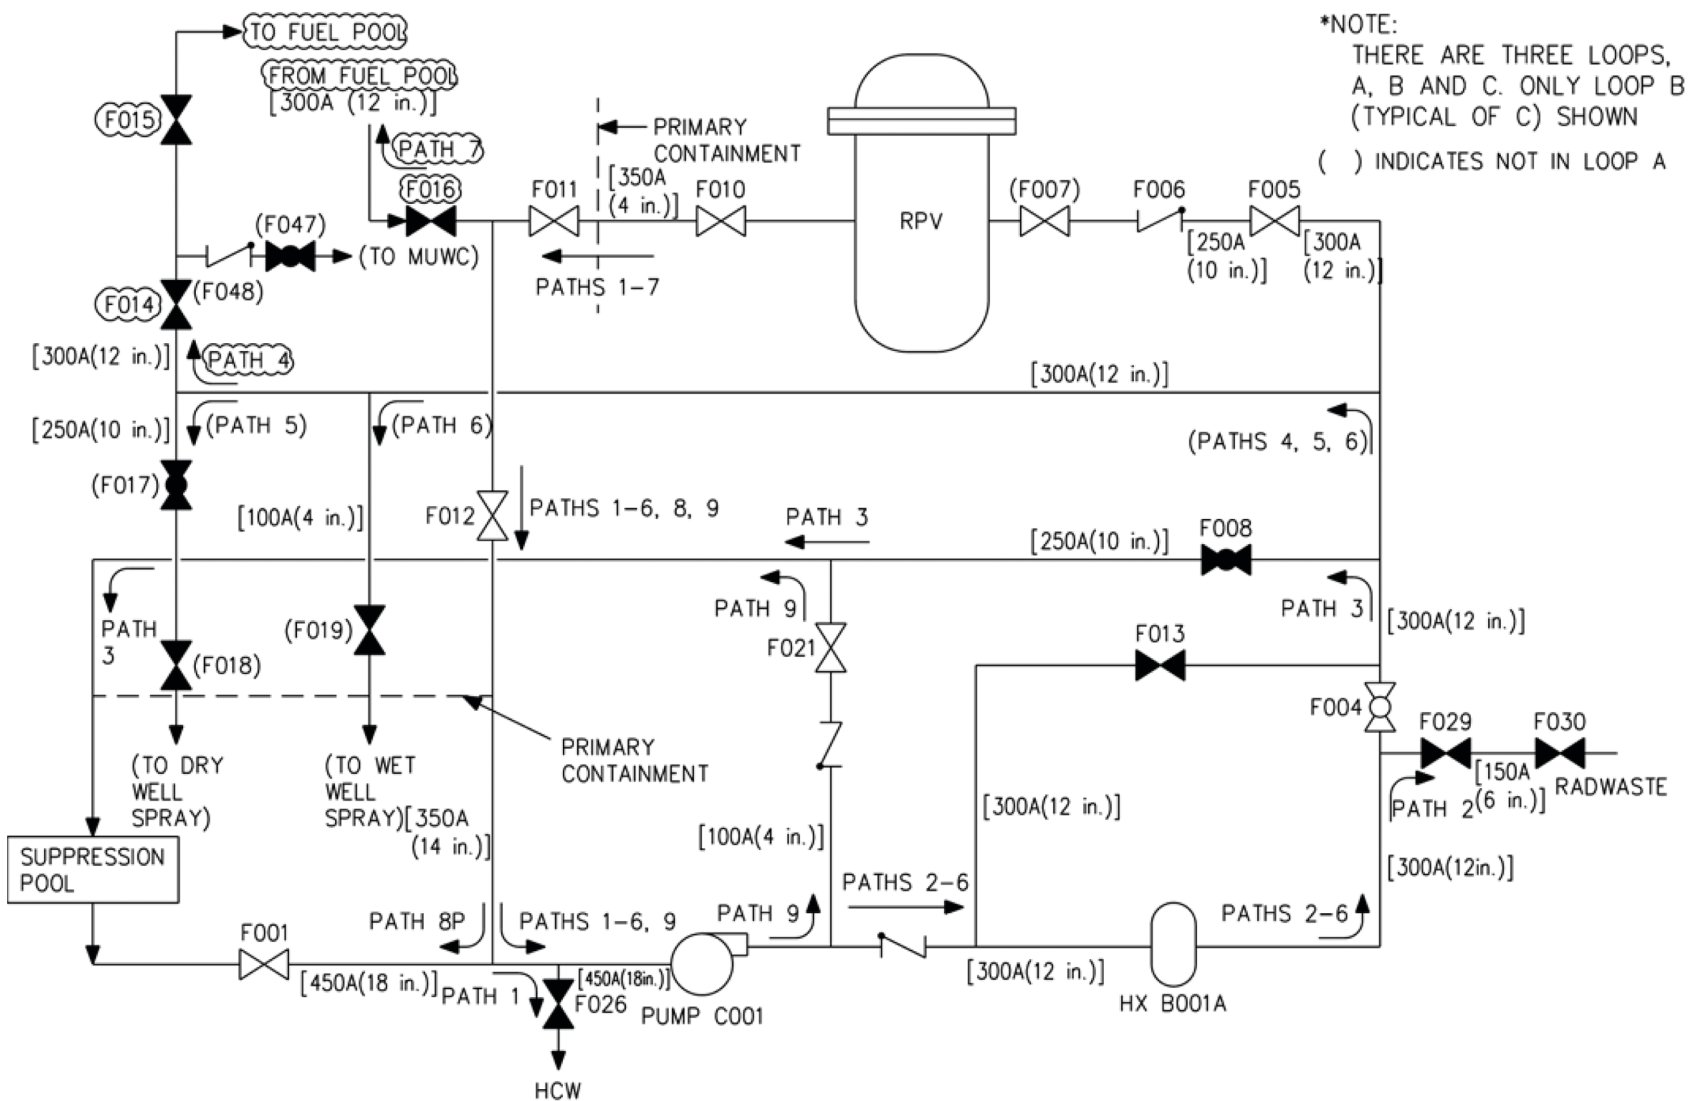 TO FUEL POOL
FROM FUEL POOL
[300A (12 in.)]
*NOTE:
THERE ARE THREE LOOPS,
A, B AND C. ONLY LOOP B
(TYPICAL OF C) SHOWN
( ) INDICATES NOT IN LOOP A
F015
PATH 7
PRIMARY
CONTAINMENT
F016
F011
[350A
(4 in.)]
F010
RPV
(F007)
F006
F005
(F047)
(TO MUWC)
[250A
(10 in.)]
[300A
(12 in.)]
PATHS 1-7
F014
(F048)
[300A(12 in.)]
PATH 4
[300A(12 in.)]
[250A(10 in.)]
(PATH 5)
(PATH 6)
(PATHS 4, 5, 6)
(F017)
[100A(4 in.)]
F012
PATHS 1-6, 8, 9
PATH 3
[250A(10 in.)]
F008
PATH
3
(F018)
(F019)
PATH 9
F021
PATH 3
[300A(12 in.)]
F013
F004
F029
F030
[150A
(6 in.)]
RADWASTE
PATH 2
PRIMARY
CONTAINMENT
(TO DRY
WELL
SPRAY)
(TO WET
WELL
SPRAY)
[350A
(14 in.)]
[100A(4 in.)]
[300A(12 in.)]
[300A(12in.)]
SUPPRESSION
POOL
PATHS 2-6
PATH 8P
PATHS 1-6, 9
PATH 9
PATHS 2-6
F001
[450A(18 in.)]
PATH 1
[450A(18in.)]
F026
PUMP C001
[300A(12 in.)]
HX B001A
HCW